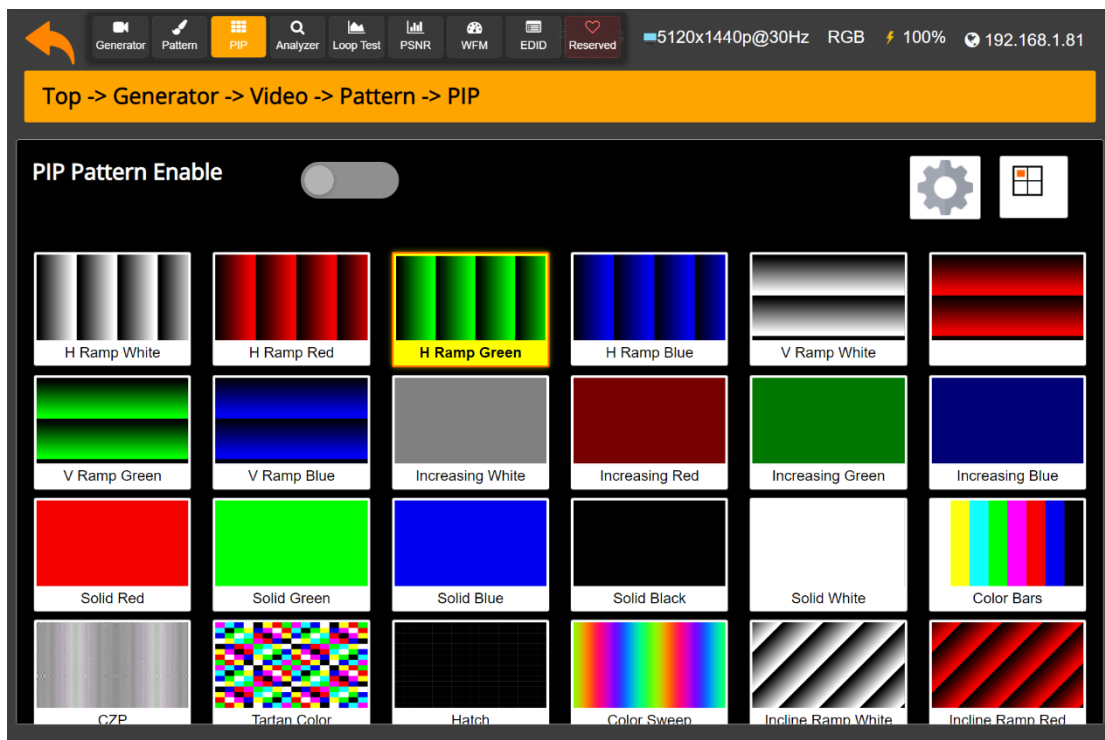 Generator Pattern PIP Analyzer Loop Test PSNR WFM EDID Reserved 5120x1440p@30Hz RGB 100% 192.168.1.81
Top -> Generator -> Video -> Pattern -> PIP
PIP Pattern Enable
H Ramp White H Ramp Red H Ramp Green H Ramp Blue V Ramp White
V Ramp Green V Ramp Blue Increasing White Increasing Red Increasing Green Increasing Blue
Solid Red Solid Green Solid Blue Solid Black Solid White Color Bars
CZP Tartan Color Hatch Color Sweep Incline Ramp White Incline Ramp Red